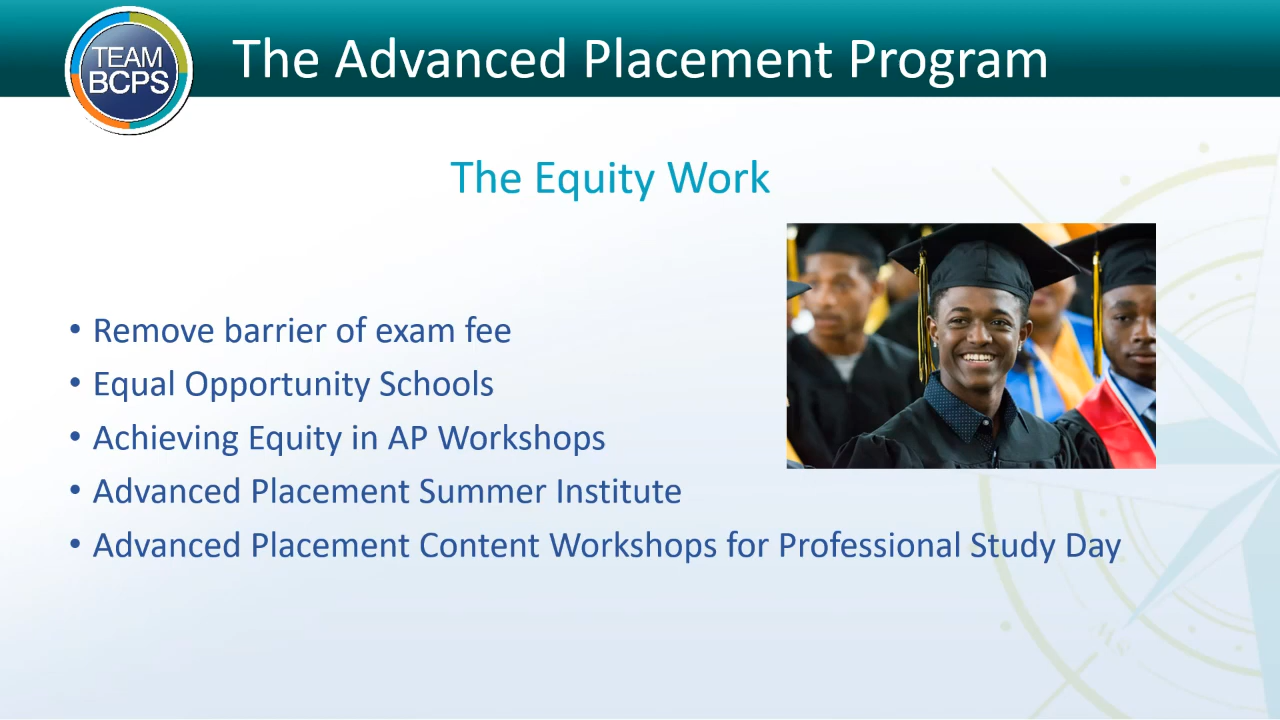 TEAM
BCPS
The Advanced Placement Program
The Equity Work
• Remove barrier of exam fee
• Equal Opportunity Schools
• Achieving Equity in AP Workshops
• Advanced Placement Summer Institute
• Advanced Placement Content Workshops for Professional Study Day